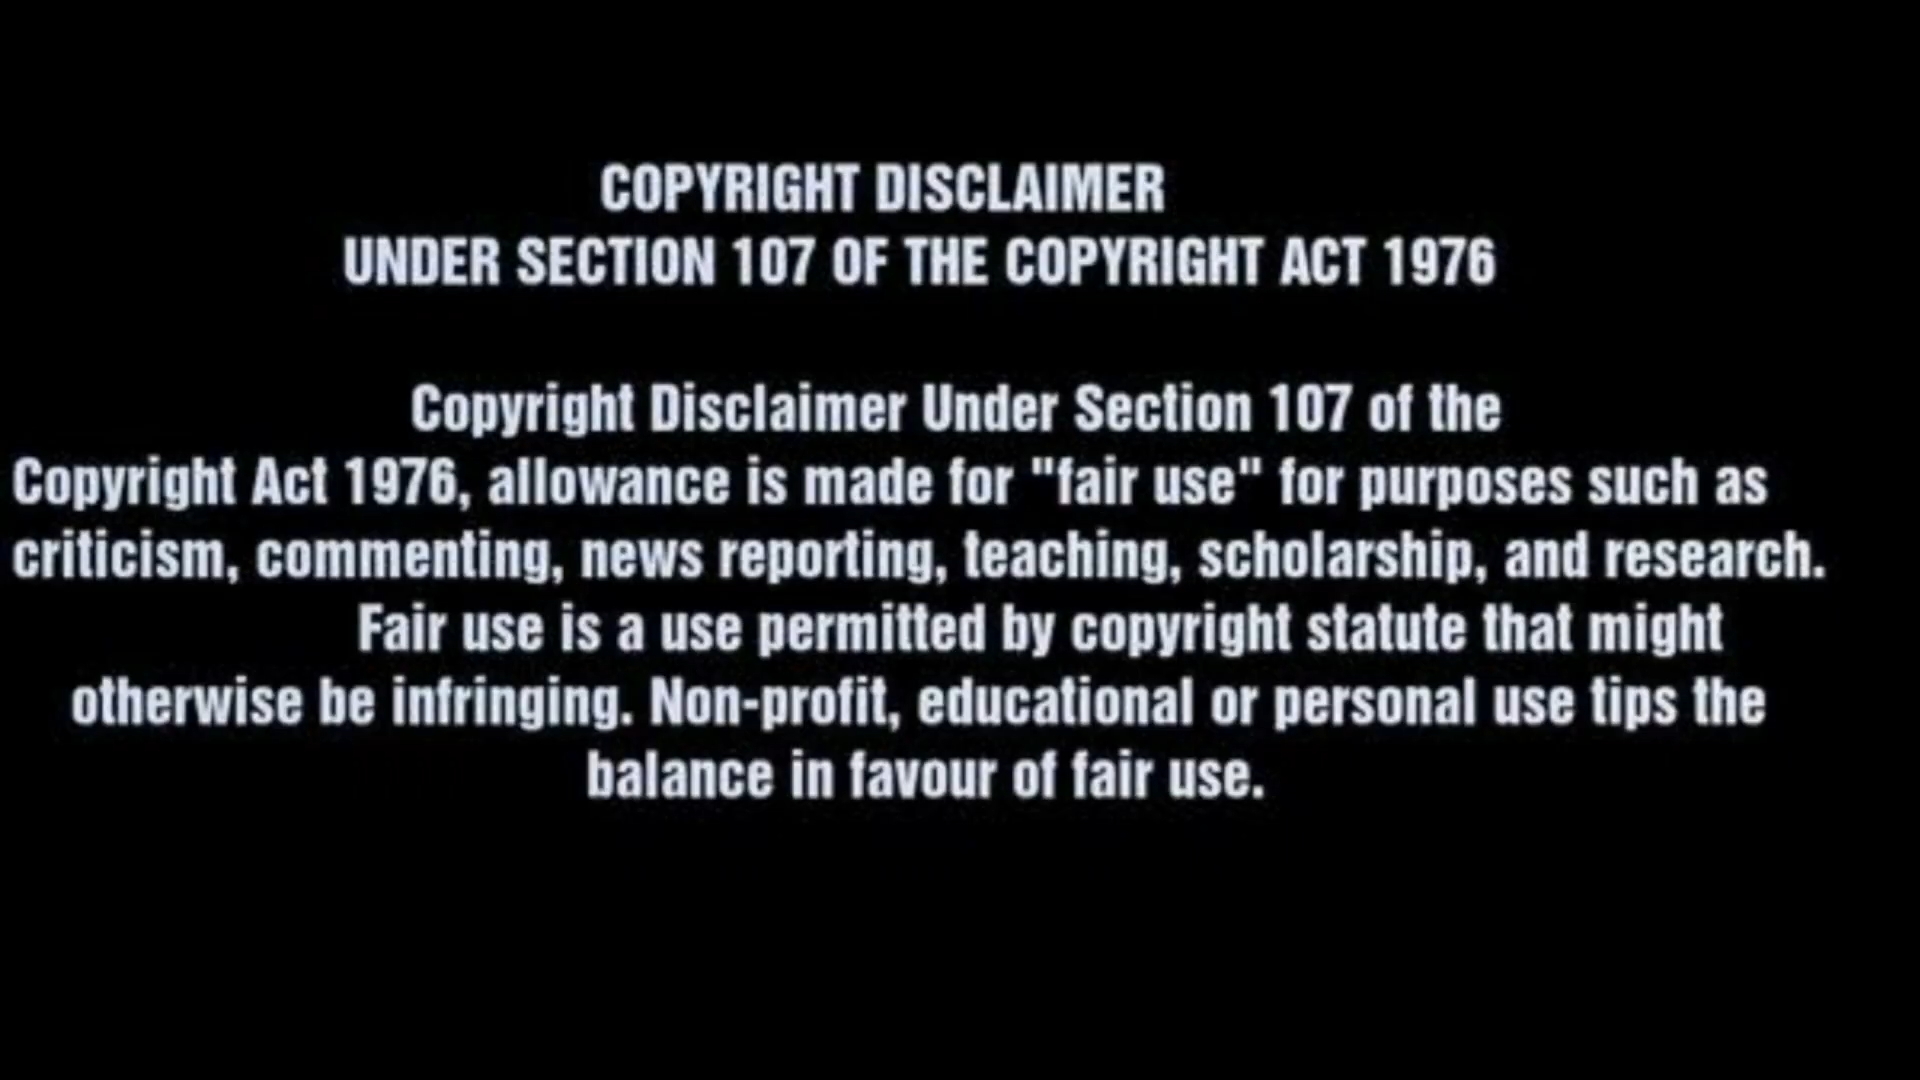 COPYRIGHT DISCLAIMER
UNDER SECTION 107 OF THE COPYRIGHT ACT 1976
Copyright Disclaimer Under Section 107 of the
Copyright Act 1976, allowance is made for "fair use" for purposes such as
criticism, commenting, news reporting, teaching, scholarship, and research.
Fair use is a use permitted by copyright statute that might
otherwise be infringing. Non-profit, educational or personal use tips the
balance in favour of fair use.